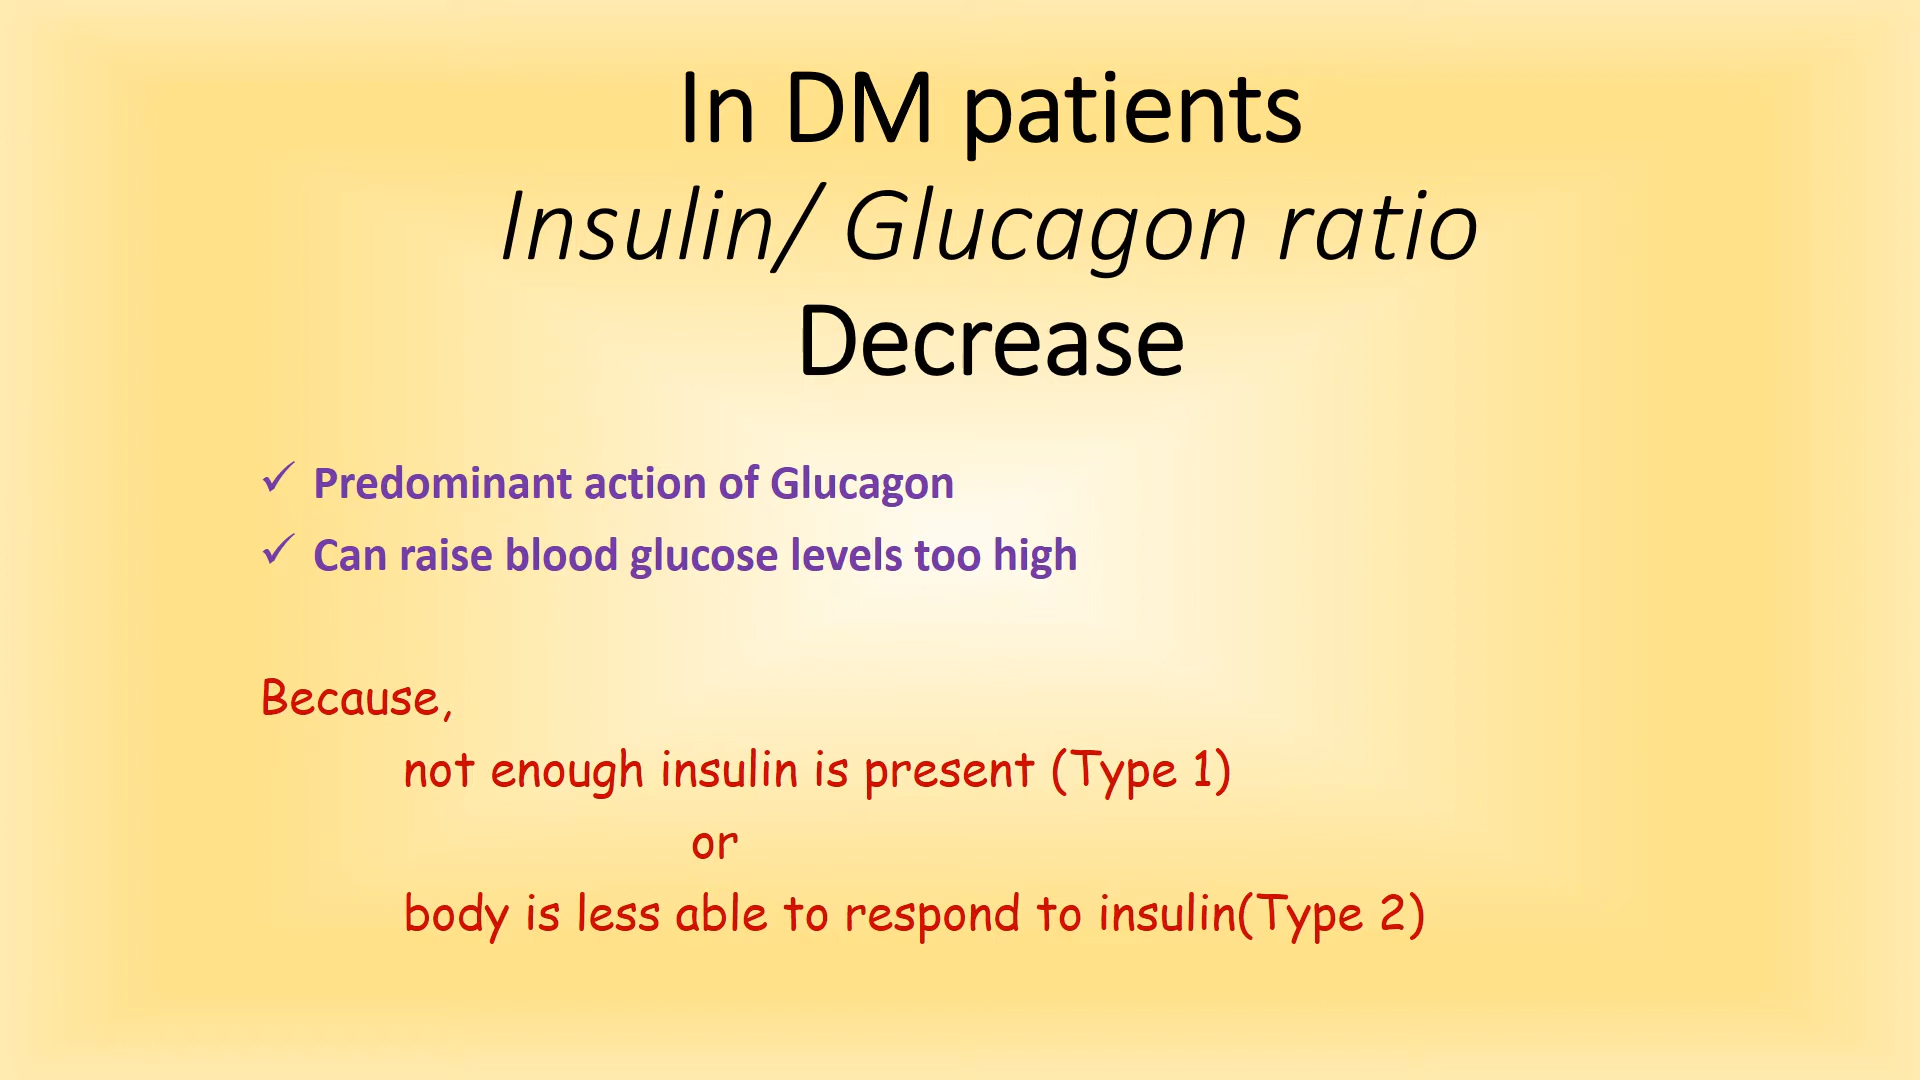 In DM patients
Insulin/ Glucagon ratio
Decrease
✓ Predominant action of Glucagon
✓ Can raise blood glucose levels too high
Because,
not enough insulin is present (Type 1)
or
body is less able to respond to insulin(Type 2)